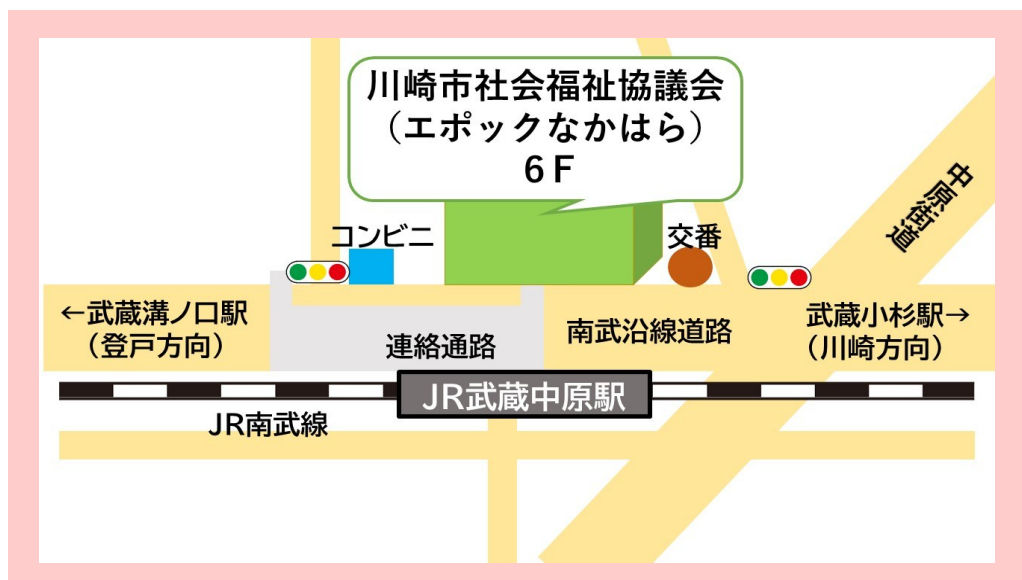 川崎市社会福祉協議会
（エポックなかはら）
６Ｆ
中原街道
コンビニ
交番
←武蔵溝ノ口駅
（登戸方向）
連絡通路
南武沿線道路
武蔵小杉駅→
（川崎方向）
JR武蔵中原駅
JR南武線